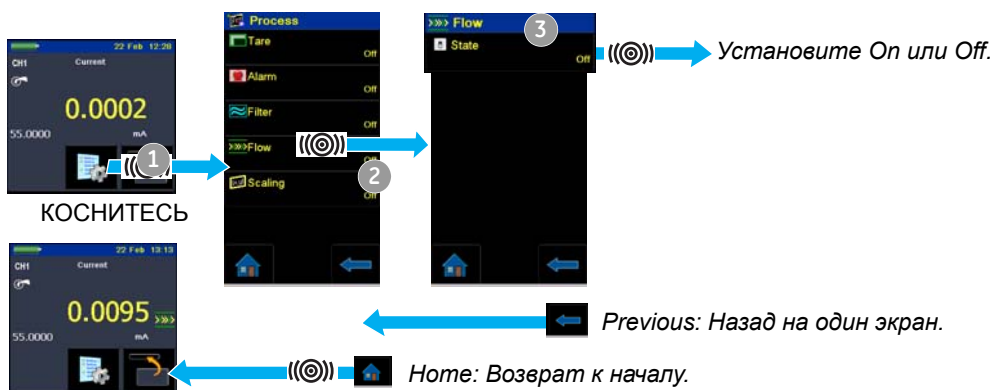 22 Feb 12:28
CH1 Current
0.0002
55.0000 mA
1
КОСНИТЕСЬ
Process
Tare
Off
Alarm
Off
Filter
Off
Flow
Off
2
Scaling
Off
Flow
3
State
Off
Установите On или Off.
22 Feb 13:13
CH1 Current
0.0095
55.0000 mA
Previous: Назад на один экран.
Home: Возврат к началу.